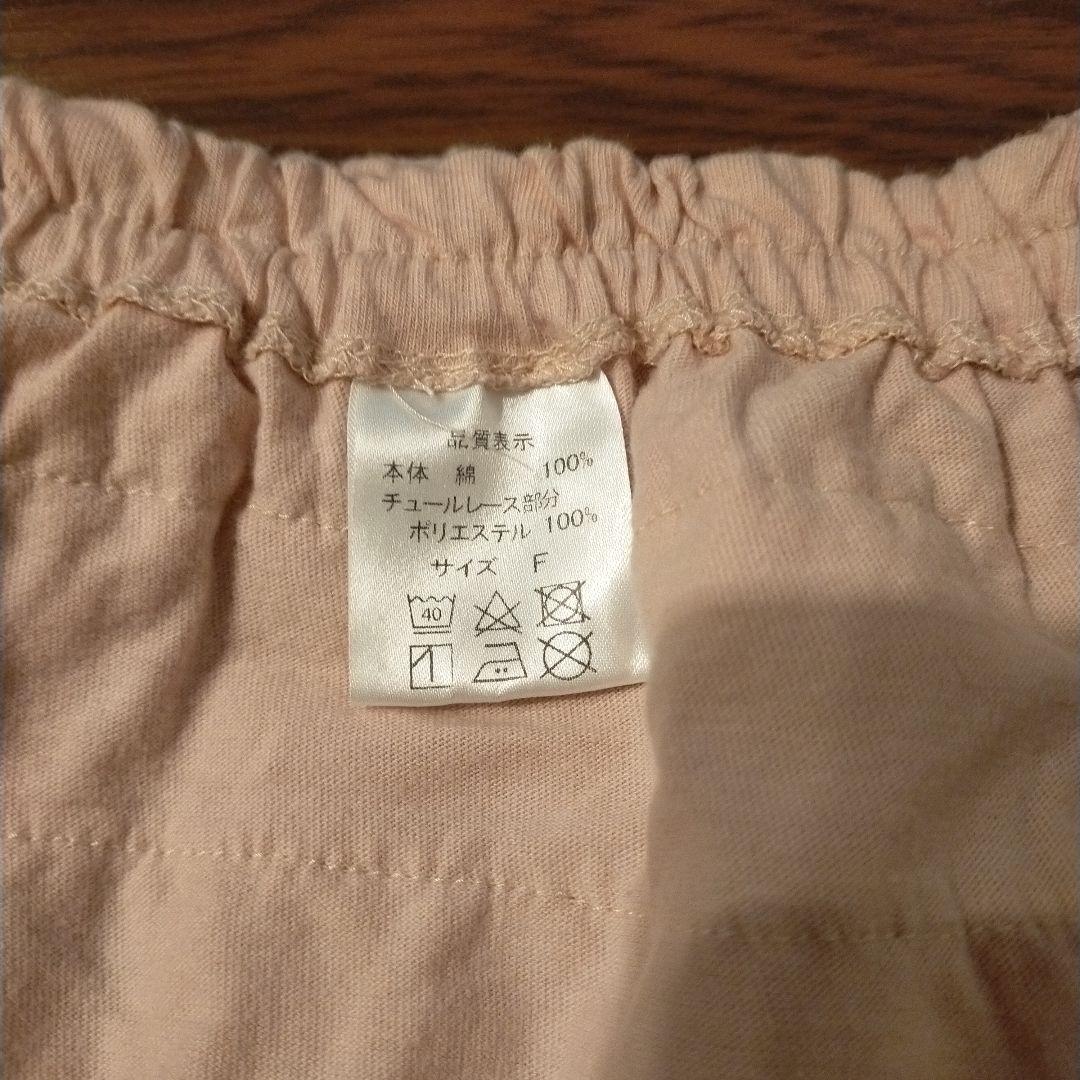 品質表示
本体 綿 100%
チュールレース部分
ポリエステル 100%
サイズ F
40